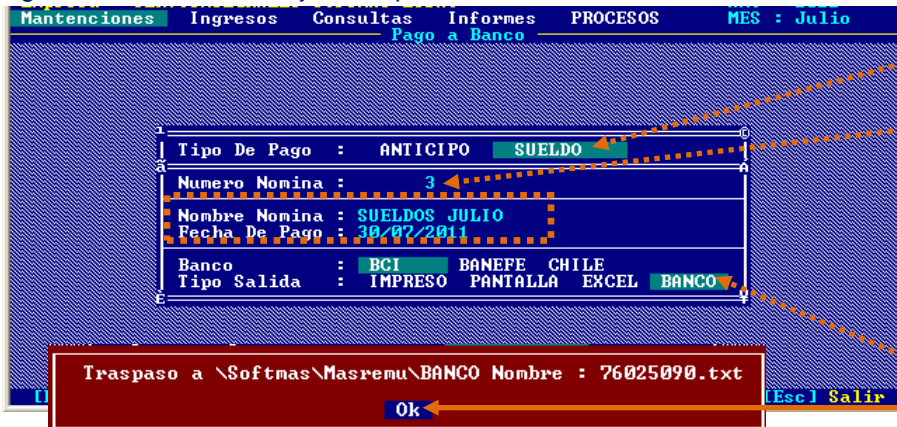 Mantenciones Ingresos Consultas Informes PROCESOS MES : Julio
Pago a Banco
Tipo De Pago : ANTICIPO SUELDO
Numero Nomina : 3
Nombre Nomina : SUELDOS JULIO
Fecha De Pago : 30/07/2011
Banco : BCI BANEFE CHILE
Tipo Salida : IMPRESO PANTALLA EXCEL BANCO
Traspaso a \Softmas\Masremu\BANCO Nombre : 76025090.txt
[Esc] Salir
Ok